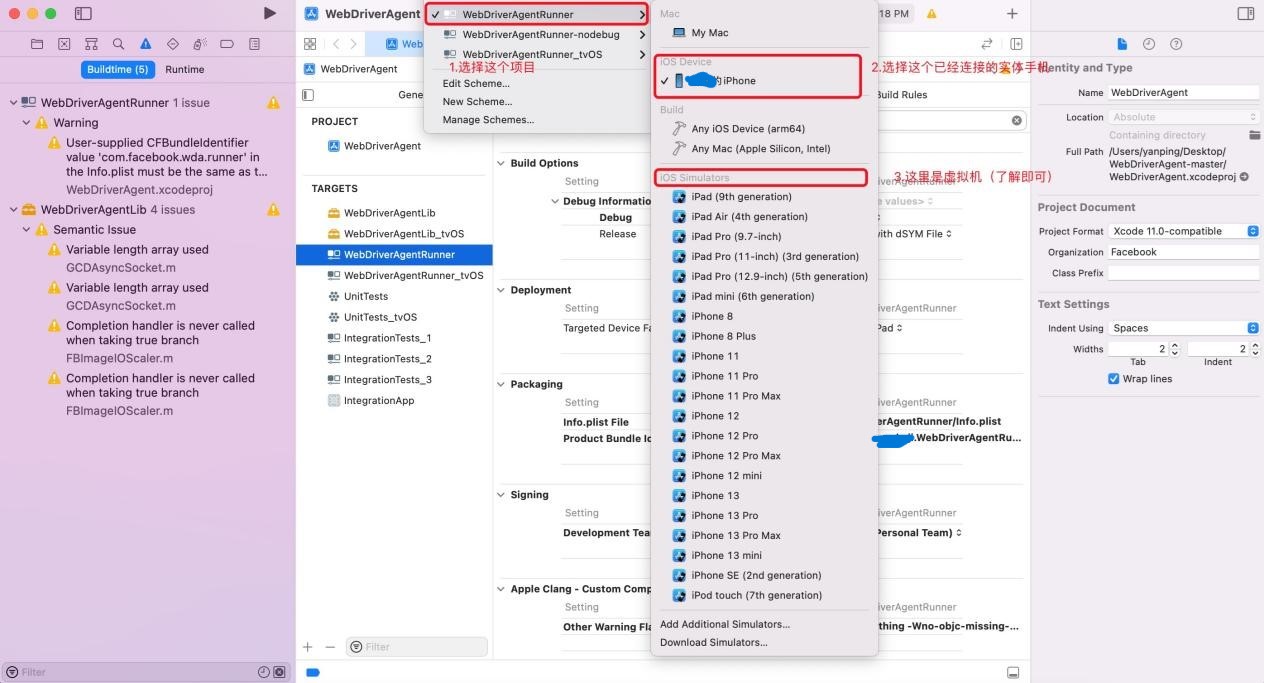 WebDriverAgent
18 PM
Buildtime (5)
Runtime
WebDriverAgentRunner 1 issue
Warning
User-supplied CFBundleIdentifier
value 'com.facebook.wda.runner' in
the Info.plist must be the same as t...
WebDriverAgent.xcodeproj
WebDriverAgentLib 4 issues
Semantic Issue
Variable length array used
GCDAsyncSocket.m
Variable length array used
GCDAsyncSocket.m
Completion handler is never called
when taking true branch
FBImageIOScaler.m
Completion handler is never called
when taking true branch
FBImageIOScaler.m
Filter
Web
WebDriverAgent
Gene
Build Rules
PROJECT
WebDriverAgent
TARGETS
WebDriverAgentLib
WebDriverAgentLib_tvOS
WebDriverAgentRunner
WebDriverAgentRunner_tvOS
UnitTests
UnitTests_tvOS
IntegrationTests_1
IntegrationTests_2
IntegrationTests_3
IntegrationApp
Filter
WebDriverAgentRunner
WebDriverAgentRunner-nodebug
WebDriverAgentRunner_tvOS
1.选择这个项目
Edit Scheme...
New Scheme...
Manage Schemes...
Mac
My Mac
iOS Device
的iPhone
2.选择这个已经连接的实体手机
Build
Any iOS Device (arm64)
Any Mac (Apple Silicon, Intel)
iOS Simulators
3.这里是虚拟机（了解即可）
iPad (9th generation)
iPad Air (4th generation)
iPad Pro (9.7-inch)
iPad Pro (11-inch) (3rd generation)
iPad Pro (12.9-inch) (5th generation)
iPad mini (6th generation)
iPhone 8
iPhone 8 Plus
iPhone 11
iPhone 11 Pro
iPhone 11 Pro Max
iPhone 12
iPhone 12 Pro
iPhone 12 Pro Max
iPhone 12 mini
iPhone 13
iPhone 13 Pro
iPhone 13 Pro Max
iPhone 13 mini
iPhone SE (2nd generation)
iPod touch (7th generation)
Add Additional Simulators...
Download Simulators...
Build Options
Setting
Debug Informatio
e values>
Debug
Release
with dSYM File
Deployment
Setting
iverAgentRunner
Targeted Device Fa
Pad
Packaging
Setting
iverAgentRunner
Info.plist File
erAgentRunner/Info.plist
Product Bundle Ic
.WebDriverAgentRu...
Signing
Setting
iverAgentRunner
Development Tea
Personal Team)
Apple Clang - Custom Comp
Setting
iverAgentRunner
Other Warning Fla
thing -Wno-objc-missing-...
Identity and Type
Name WebDriverAgent
Location Absolute
Containing directory
Full Path /Users/yanping/Desktop/
WebDriverAgent-master/
WebDriverAgent.xcodeproj
Project Document
Project Format Xcode 11.0-compatible
Organization Facebook
Class Prefix
Text Settings
Indent Using Spaces
Widths 2 2
Tab Indent
Wrap lines